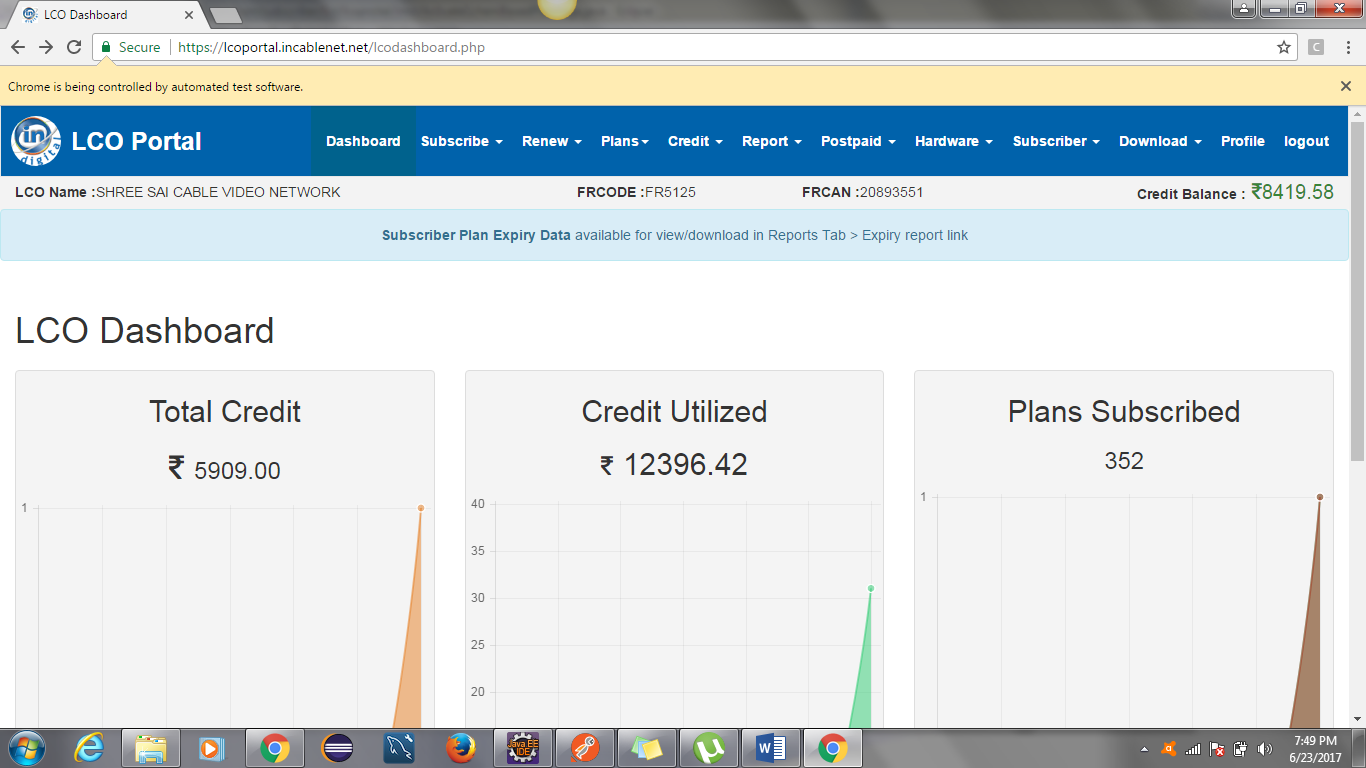 LCO Dashboard
Secure https://lcoportal.incablenet.net/lcodashboard.php
C
Chrome is being controlled by automated test software.
in digital LCO Portal Dashboard Subscribe Renew Plans Credit Report Postpaid Hardware Subscriber Download Profile logout
LCO Name :SHREE SAI CABLE VIDEO NETWORK FRCODE :FR5125 FRCAN :20893551 Credit Balance : ₹8419.58
Subscriber Plan Expiry Data available for view/download in Reports Tab > Expiry report link
LCO Dashboard
Total Credit
₹ 5909.00
1
Credit Utilized
₹ 12396.42
40
35
30
25
20
Plans Subscribed
352
1
Java EE
IDE
W
7:49 PM
6/23/2017